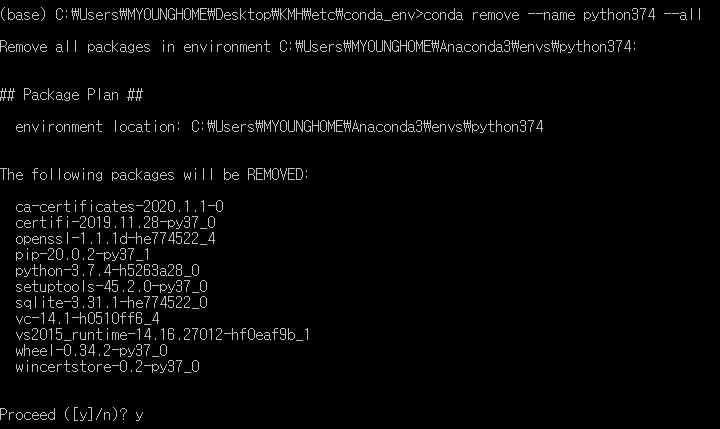 (base) C:₩Users₩MYOUNGHOME₩Desktop₩KMH₩etc₩conda_env>conda remove --name python374 --all
Remove all packages in environment C:₩Users₩MYOUNGHOME₩Anaconda3₩envs₩python374:
## Package Plan ##
environment location: C:₩Users₩MYOUNGHOME₩Anaconda3₩envs₩python374
The following packages will be REMOVED:
ca-certificates-2020.1.1-0
certifi-2019.11.28-py37_0
openssl-1.1.1d-he774522_4
pip-20.0.2-py37_1
python-3.7.4-h5263a28_0
setuptools-45.2.0-py37_0
sqlite-3.31.1-he774522_0
vc-14.1-h0510ff6_4
vs2015_runtime-14.16.27012-hf0eaf9b_1
wheel-0.34.2-py37_0
wincertstore-0.2-py37_0
Proceed ([y]/n)? y